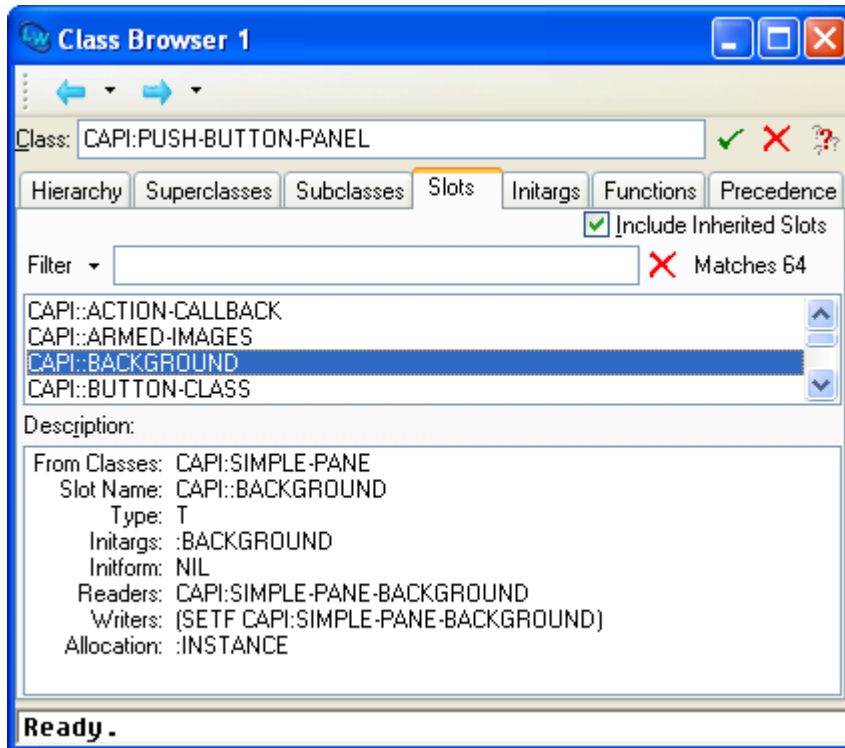 Class Browser 1
Class: CAPI:PUSH-BUTTON-PANEL
Hierarchy Superclasses Subclasses Slots Initargs Functions Precedence
Include Inherited Slots
Filter Matches 64
CAPI::ACTION-CALLBACK
CAPI::ARMED-IMAGES
CAPI::BACKGROUND
CAPI::BUTTON-CLASS
Description:
From Classes: CAPI:SIMPLE-PANE
Slot Name: CAPI::BACKGROUND
Type: T
Initargs: :BACKGROUND
Initform: NIL
Readers: CAPI:SIMPLE-PANE-BACKGROUND
Writers: (SETF CAPI:SIMPLE-PANE-BACKGROUND)
Allocation: :INSTANCE
Ready.